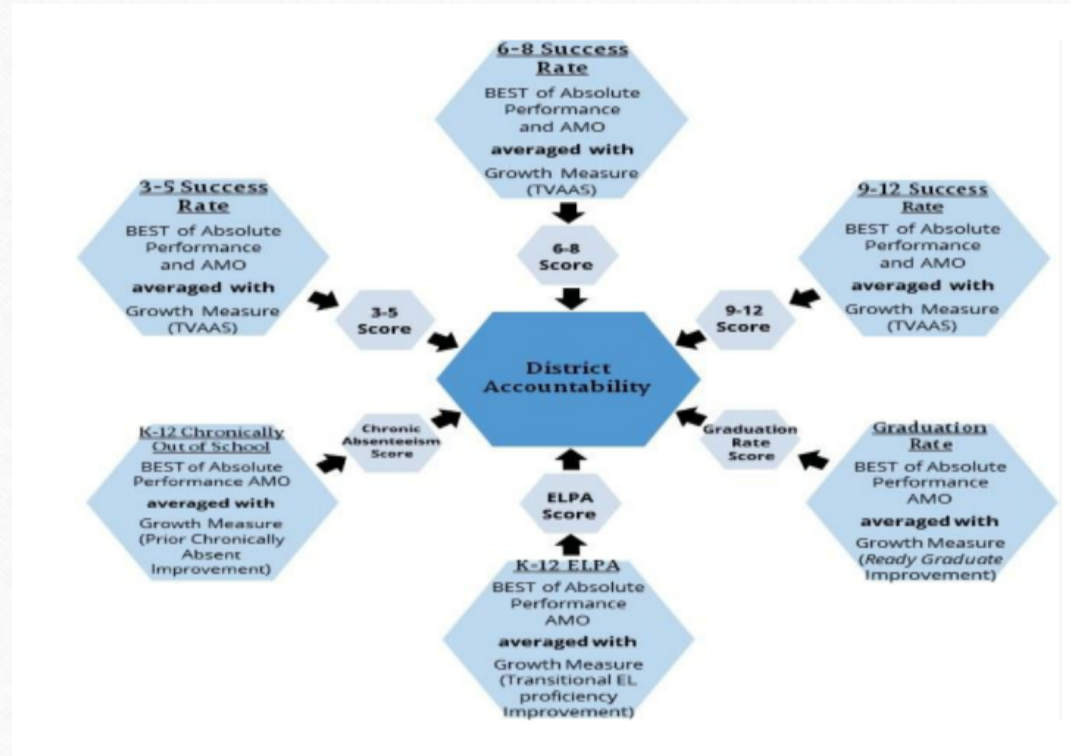 6-8 Success
Rate
BEST of Absolute
Performance
and AMO
averaged with
Growth Measure
(TVAAS)
3-5 Success
Rate
BEST of Absolute
Performance
and AMO
averaged with
Growth Measure
(TVAAS)
9-12 Success
Rate
BEST of Absolute
Performance
and AMO
averaged with
Growth Measure
(TVAAS)
6-8
Score
3-5
Score
9-12
Score
District
Accountability
K-12 Chronically
Out of School
BEST of Absolute
Performance AMO
averaged with
Growth Measure
(Prior Chronically
Absent
Improvement)
Chronic
Absenteeism
Score
Graduation
Rate
Score
Graduation
Rate
BEST of Absolute
Performance
AMO
averaged with
Growth Measure
(Ready Graduate
Improvement)
ELPA
Score
K-12 ELPA
BEST of Absolute
Performance
AMO
averaged with
Growth Measure
(Transitional EL
proficiency
Improvement)